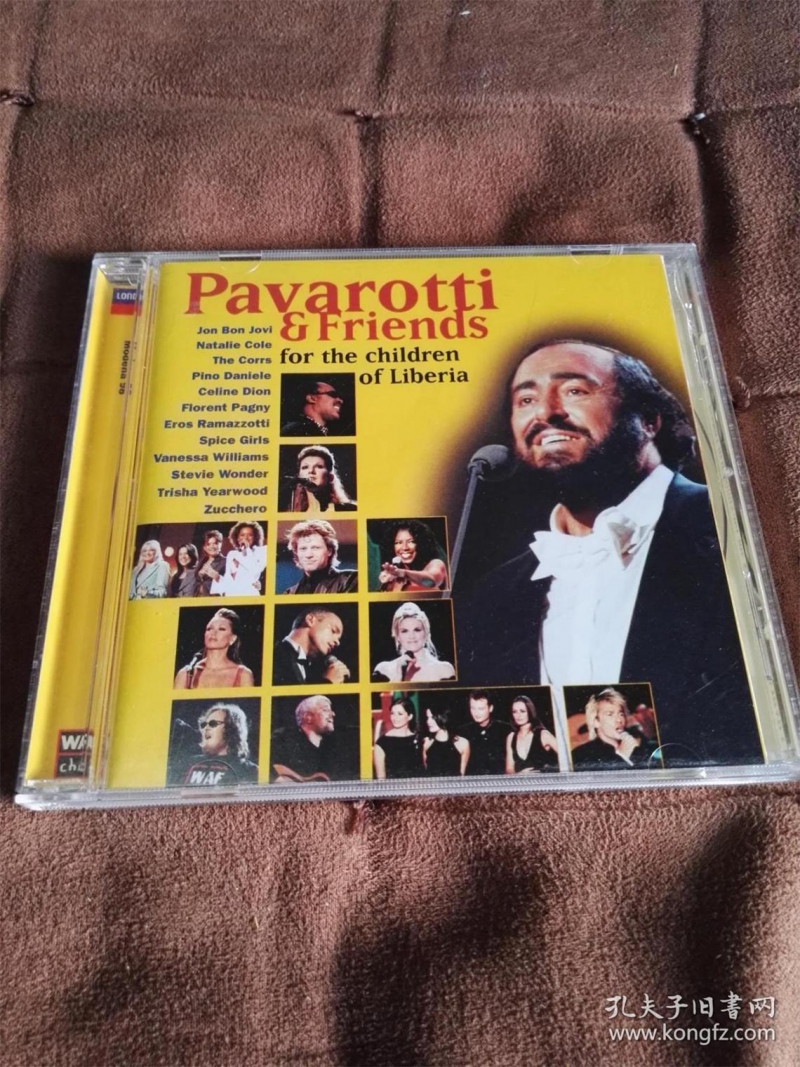 Pavarotti
& Friends
for the children
of Liberia
Jon Bon Jovi
Natalie Cole
The Corrs
Pino Daniele
Celine Dion
Florent Pagny
Eros Ramazzotti
Spice Girls
Vanessa Williams
Stevie Wonder
Trisha Yearwood
Zucchero
WAF
孔夫子旧書网
www.kongfz.com